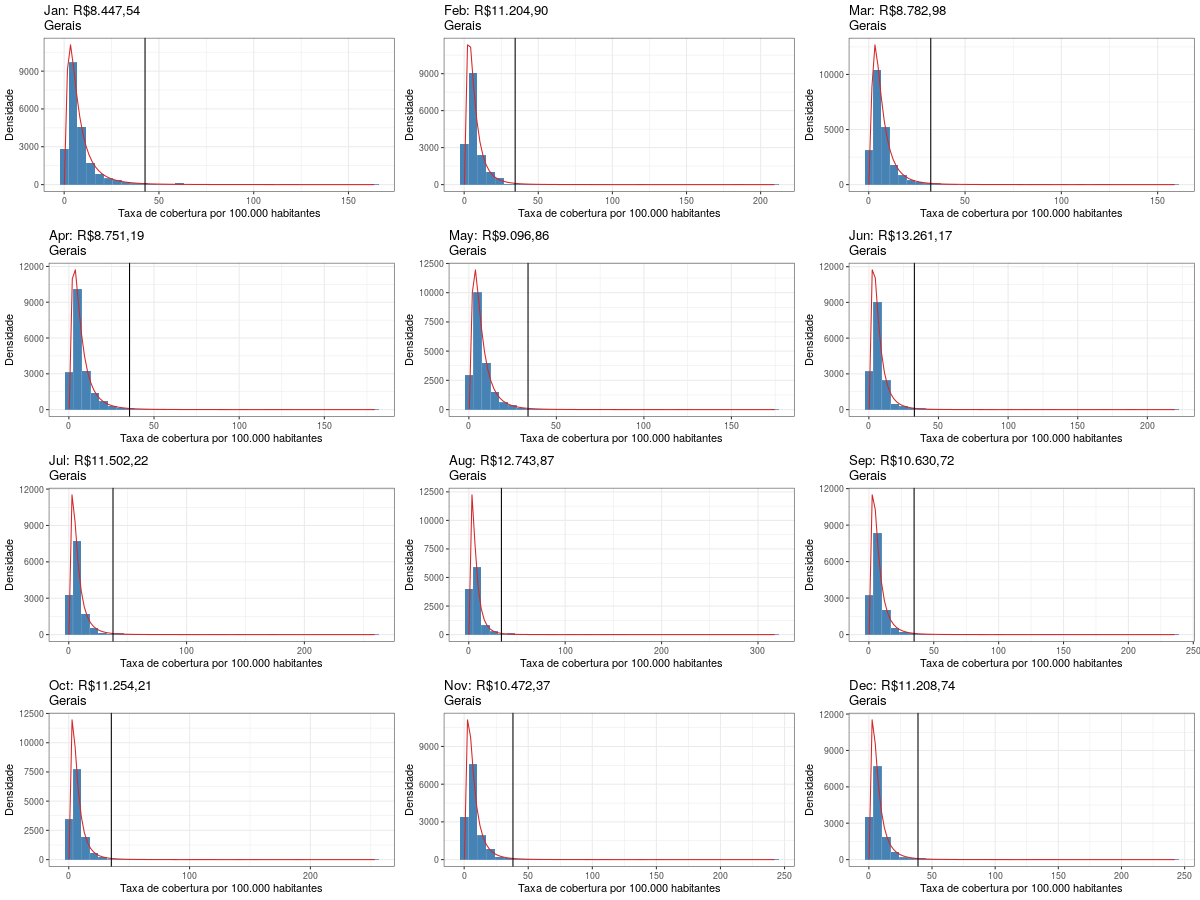 Jan: R$8.447,54
Gerais
Densidade
9000
6000
3000
0
0 50 100 150
Taxa de cobertura por 100.000 habitantes
Feb: R$11.204,90
Gerais
Densidade
9000
6000
3000
0
0 50 100 150 200
Taxa de cobertura por 100.000 habitantes
Mar: R$8.782,98
Gerais
Densidade
10000
5000
0
0 50 100 150
Taxa de cobertura por 100.000 habitantes
Apr: R$8.751,19
Gerais
Densidade
12000
9000
6000
3000
0
0 50 100 150
Taxa de cobertura por 100.000 habitantes
May: R$9.096,86
Gerais
Densidade
12500
10000
7500
5000
2500
0
0 50 100 150
Taxa de cobertura por 100.000 habitantes
Jun: R$13.261,17
Gerais
Densidade
12000
9000
6000
3000
0
0 50 100 150 200
Taxa de cobertura por 100.000 habitantes
Jul: R$11.502,22
Gerais
Densidade
12000
9000
6000
3000
0
0 100 200
Taxa de cobertura por 100.000 habitantes
Aug: R$12.743,87
Gerais
Densidade
12500
10000
7500
5000
2500
0
0 100 200 300
Taxa de cobertura por 100.000 habitantes
Sep: R$10.630,72
Gerais
Densidade
12000
9000
6000
3000
0
0 50 100 150 200 250
Taxa de cobertura por 100.000 habitantes
Oct: R$11.254,21
Gerais
Densidade
12500
10000
7500
5000
2500
0
0 100 200
Taxa de cobertura por 100.000 habitantes
Nov: R$10.472,37
Gerais
Densidade
9000
6000
3000
0
0 50 100 150 200 250
Taxa de cobertura por 100.000 habitantes
Dec: R$11.208,74
Gerais
Densidade
12000
9000
6000
3000
0
0 50 100 150 200 250
Taxa de cobertura por 100.000 habitantes